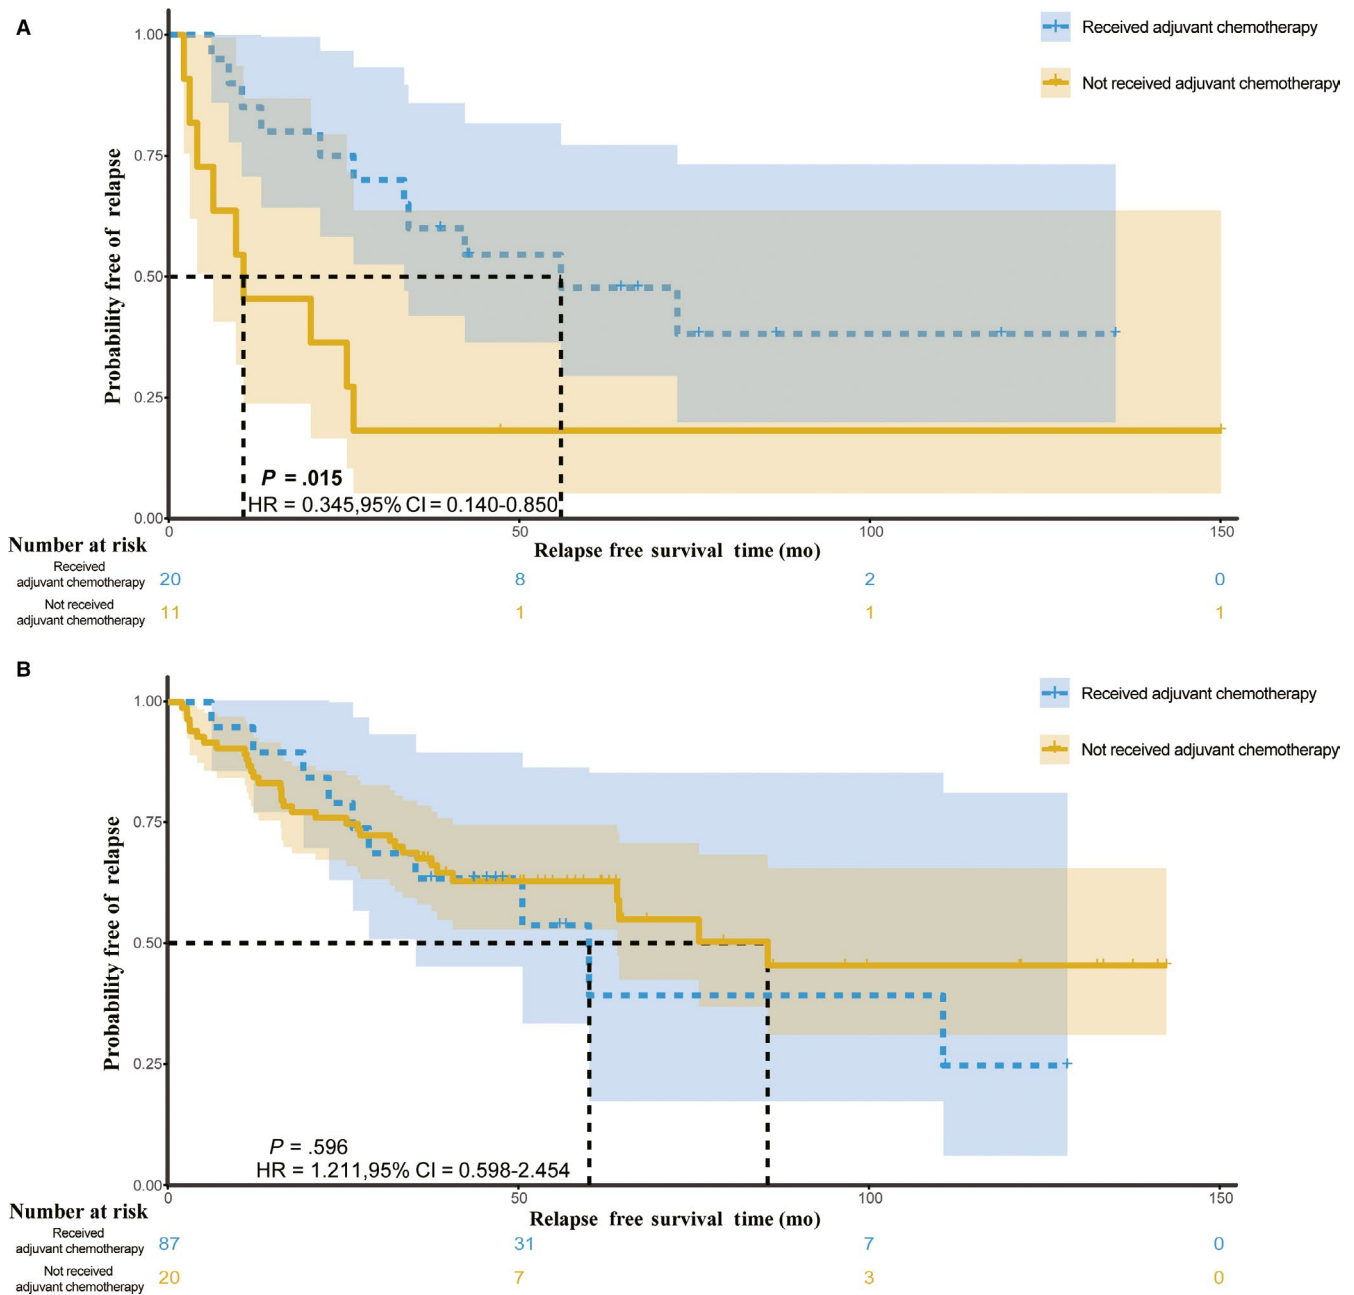 A
Received adjuvant chemotherapy
Not received adjuvant chemotherapy
Probability free of relapse
1.00
0.75
0.50
0.25
0.00
P = .015
HR = 0.345,95% CI = 0.140-0.850
0 50 100 150
Relapse free survival time (mo)
Number at risk
Received
adjuvant chemotherapy
20 8 2 0
Not received
adjuvant chemotherapy
11 1 1 1
B
Received adjuvant chemotherapy
Not received adjuvant chemotherapy
Probability free of relapse
1.00
0.75
0.50
0.25
0.00
P = .596
HR = 1.211,95% CI = 0.598-2.454
0 50 100 150
Relapse free survival time (mo)
Number at risk
Received
adjuvant chemotherapy
87 31 7 0
Not received
adjuvant chemotherapy
20 7 3 0